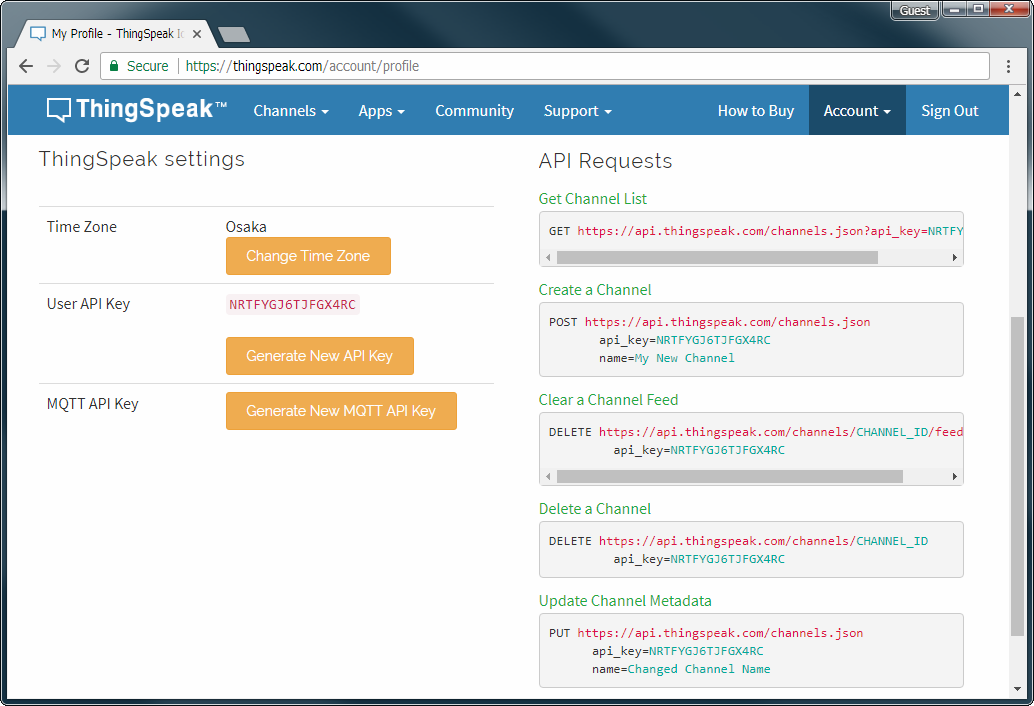 Guest
My Profile - ThingSpeak
Secure
https://thingspeak.com/account/profile
ThingSpeak™
Channels
Apps
Community
Support
How to Buy
Account
Sign Out
ThingSpeak settings
Time Zone
Osaka
Change Time Zone
User API Key
NRTFYGJ6TJFGX4RC
Generate New API Key
MQTT API Key
Generate New MQTT API Key
API Requests
Get Channel List
GET https://api.thingspeak.com/channels.json?api_key=NRTFY
Create a Channel
POST https://api.thingspeak.com/channels.json
api_key=NRTFYGJ6TJFGX4RC
name=My New Channel
Clear a Channel Feed
DELETE https://api.thingspeak.com/channels/CHANNEL_ID/feed
api_key=NRTFYGJ6TJFGX4RC
Delete a Channel
DELETE https://api.thingspeak.com/channels/CHANNEL_ID
api_key=NRTFYGJ6TJFGX4RC
Update Channel Metadata
PUT https://api.thingspeak.com/channels.json
api_key=NRTFYGJ6TJFGX4RC
name=Changed Channel Name